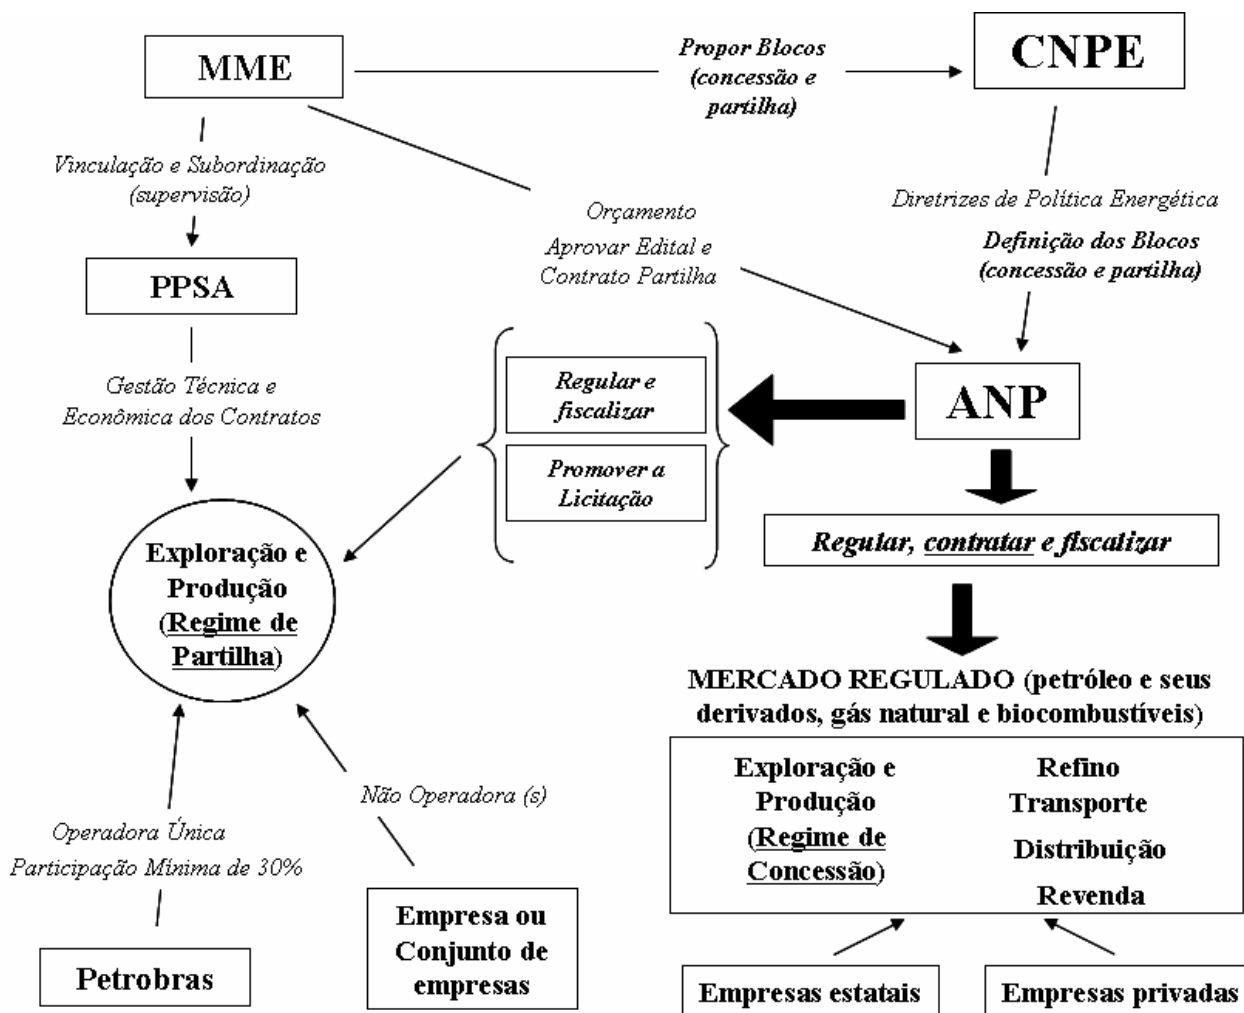 MME
Propor Blocos
(concessão e
partilha)
CNPE
Vinculação e Subordinação
(supervisão)
Orçamento
Aprovar Edital e
Contrato Partilha
Diretrizes de Política Energética
Definição dos Blocos
(concessão e partilha)
PPSA
Gestão Técnica e
Econômica dos Contratos
Regular e
fiscalizar
Promover a
Licitação
ANP
Regular, contratar e fiscalizar
Exploração e
Produção
(Regime de
Partilha)
MERCADO REGULADO (petróleo e seus
derivados, gás natural e biocombustíveis)
Exploração e
Produção
(Regime de
Concessão)
Refino
Transporte
Distribuição
Revenda
Não Operadora (s)
Operadora Única
Participação Mínima de 30%
Petrobras
Empresa ou
Conjunto de
empresas
Empresas estatais
Empresas privadas